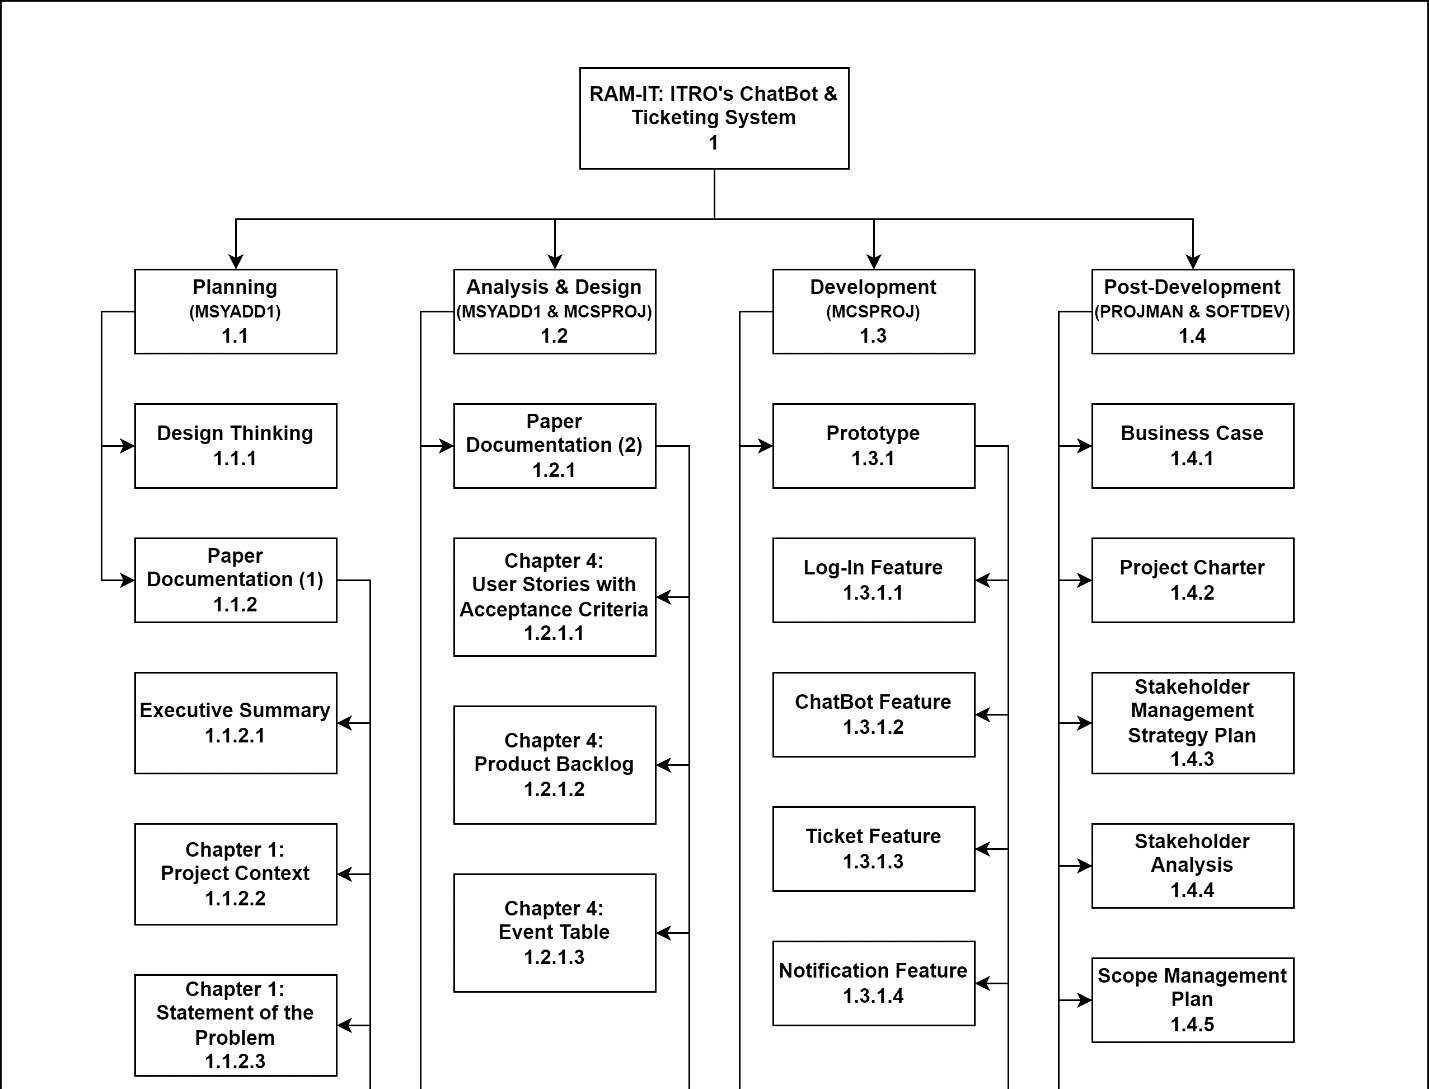 RAM-IT: ITRO's ChatBot &
Ticketing System
1
Planning
(MSYADD1)
1.1
Design Thinking
1.1.1
Paper
Documentation (1)
1.1.2
Executive Summary
1.1.2.1
Chapter 1:
Project Context
1.1.2.2
Chapter 1:
Statement of the
Problem
1.1.2.3
Analysis & Design
(MSYADD1 & MCSPROJ)
1.2
Paper
Documentation (2)
1.2.1
Chapter 4:
User Stories with
Acceptance Criteria
1.2.1.1
Chapter 4:
Product Backlog
1.2.1.2
Chapter 4:
Event Table
1.2.1.3
Development
(MCSPROJ)
1.3
Prototype
1.3.1
Log-In Feature
1.3.1.1
ChatBot Feature
1.3.1.2
Ticket Feature
1.3.1.3
Notification Feature
1.3.1.4
Post-Development
(PROJMAN & SOFTDEV)
1.4
Business Case
1.4.1
Project Charter
1.4.2
Stakeholder
Management
Strategy Plan
1.4.3
Stakeholder
Analysis
1.4.4
Scope Management
Plan
1.4.5